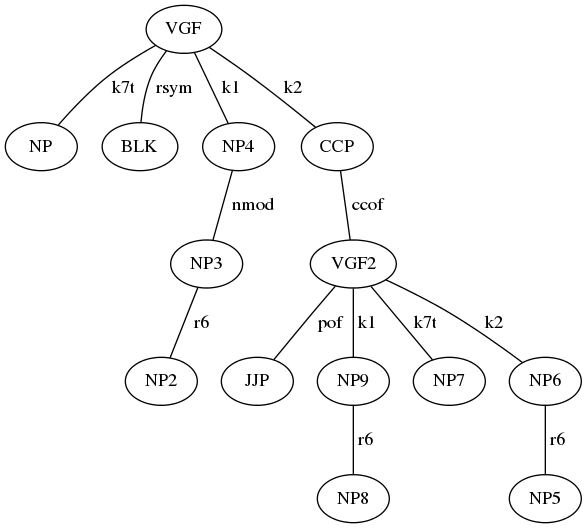 VGF
k7t rsym k1 k2
NP BLK NP4 CCP
nmod ccof
NP3 VGF2
r6 pof k1 k7t k2
NP2 JJP NP9 NP7 NP6
r6 r6
NP8 NP5